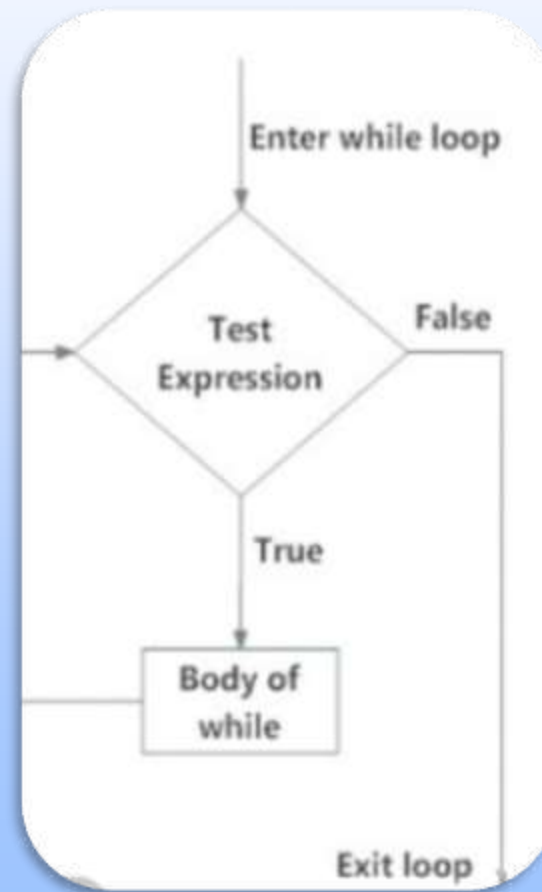 Enter while loop
Test
Expression
False
True
Body of
while
Exit loop